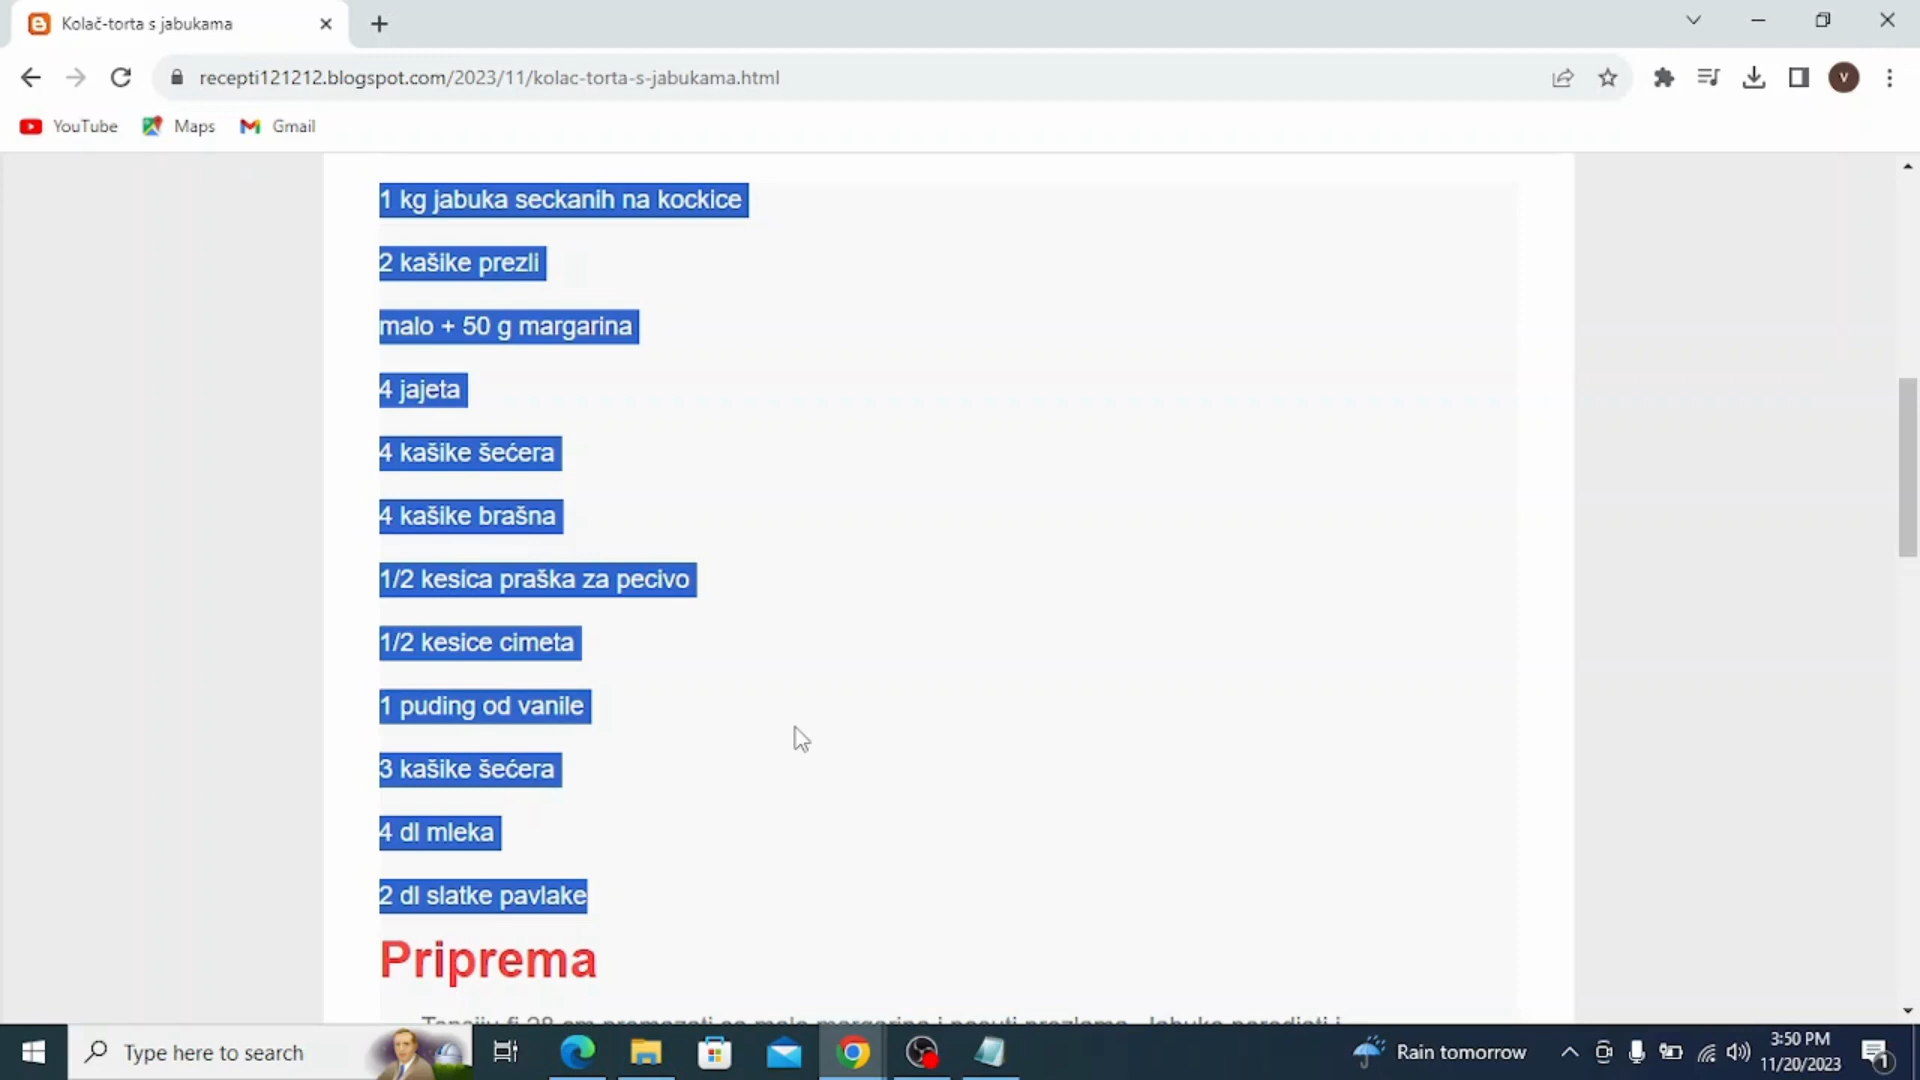 Kolač-torta s jabukama
recepti121212.blogspot.com/2023/11/kolac-torta-s-jabukama.html
V
YouTube Maps Gmail
1 kg jabuka seckanih na kockice
2 kašike prezli
malo + 50 g margarina
4 jajeta
4 kašike šećera
4 kašike brašna
1/2 kesica praška za pecivo
1/2 kesice cimeta
1 puding od vanile
3 kašike šećera
4 dl mleka
2 dl slatke pavlake
Priprema
Type here to search
Rain tomorrow
3:50 PM
11/20/2023
1